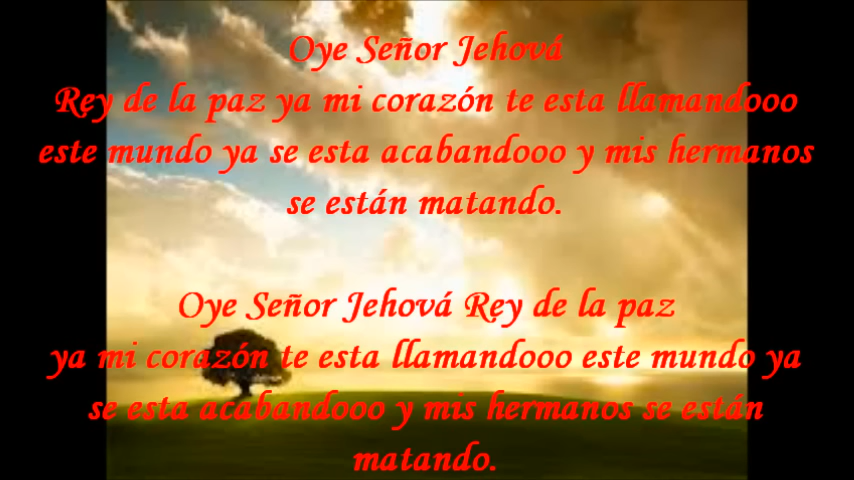 Oye Señor Jehová
Rey de la paz ya mi corazón te esta llamandooo
este mundo ya se esta acabandooo y mis hermanos
se están matando.
Oye Señor Jehová Rey de la paz
ya mi corazón te esta llamandooo este mundo ya
se esta acabandooo y mis hermanos se están
matando.